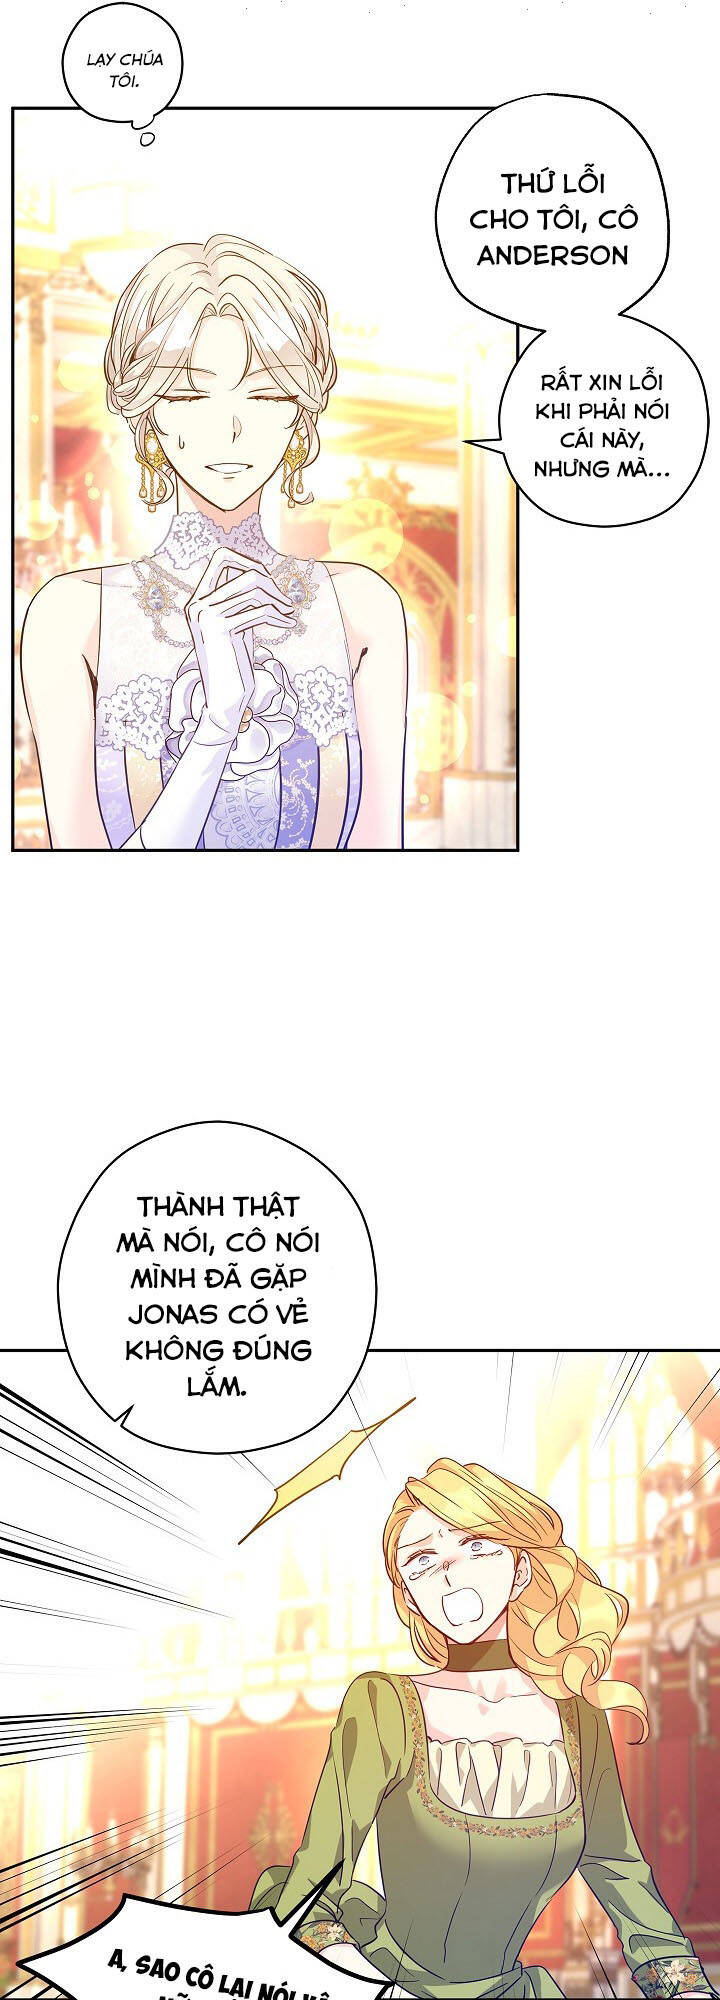 LẠY CHÚA
TÔI.
THỨ LỖI
CHO TÔI, CÔ
ANDERSON
RẤT XIN LỖI
KHI PHẢI NÓI
CÁI NÀY,
NHƯNG MÀ...
THÀNH THẬT
MÀ NÓI, CÔ NÓI
MÌNH ĐÃ GẶP
JONAS CÓ VẺ
KHÔNG ĐÚNG
LẮM.
A, SAO CÔ LẠI NÓI